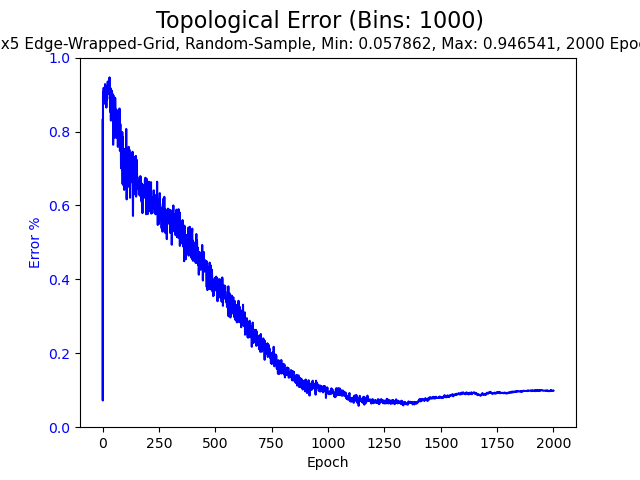 Topological Error (Bins: 1000)
x5 Edge-Wrapped-Grid, Random-Sample, Min: 0.057862, Max: 0.946541, 2000 Epo
1.0
0.8
0.6
0.4
0.2
0.0
Error %
0 250 500 750 1000 1250 1500 1750 2000
Epoch